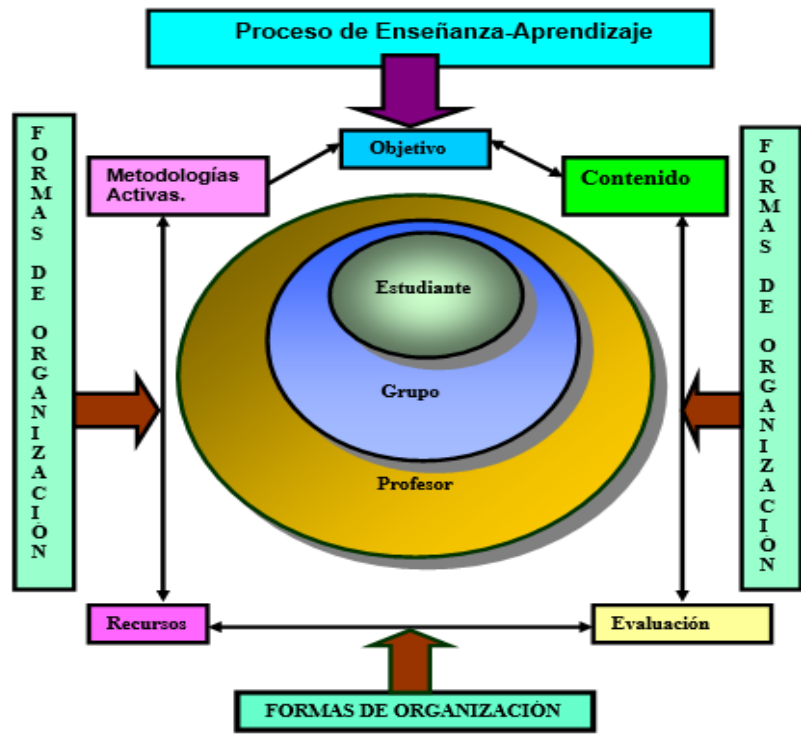 Proceso de Enseñanza-Aprendizaje
Objetivo
Metodologías
Activas.
Contenido
FORMAS DE ORGANIZACIÓN
FORMAS DE ORGANIZACIÓN
Estudiante
Grupo
Profesor
Recursos
Evaluación
FORMAS DE ORGANIZACIÓN